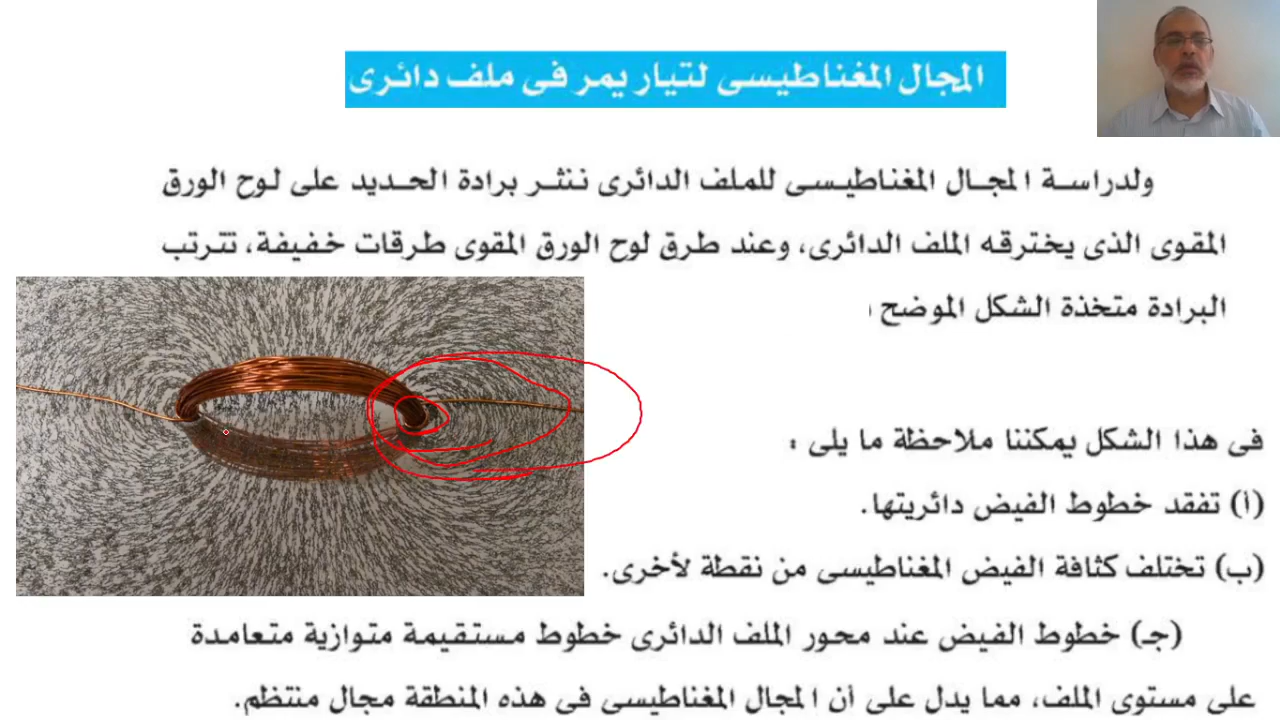 المجال المغناطيسى لتيار يمر فى ملف دائرى
ولدراسة المجال المغناطيسى للملف الدائرى ننثر برادة الحديد على لوح الورق
المقوى الذى يخترقه الملف الدائرى، وعند طرق لوح الورق المقوى طرقات خفيفة، تترتب
البرادة متخذة الشكل الموضح
فى هذا الشكل يمكننا ملاحظة ما يلى :
(أ) تفقد خطوط الفيض دائريتها.
(ب) تختلف كثافة الفيض المغناطيسى من نقطة لأخرى.
(جـ) خطوط الفيض عند محور الملف الدائرى خطوط مستقيمة متوازية متعامدة
على مستوى الملف، مما يدل على أن المجال المغناطيسى فى هذه المنطقة مجال منتظم.